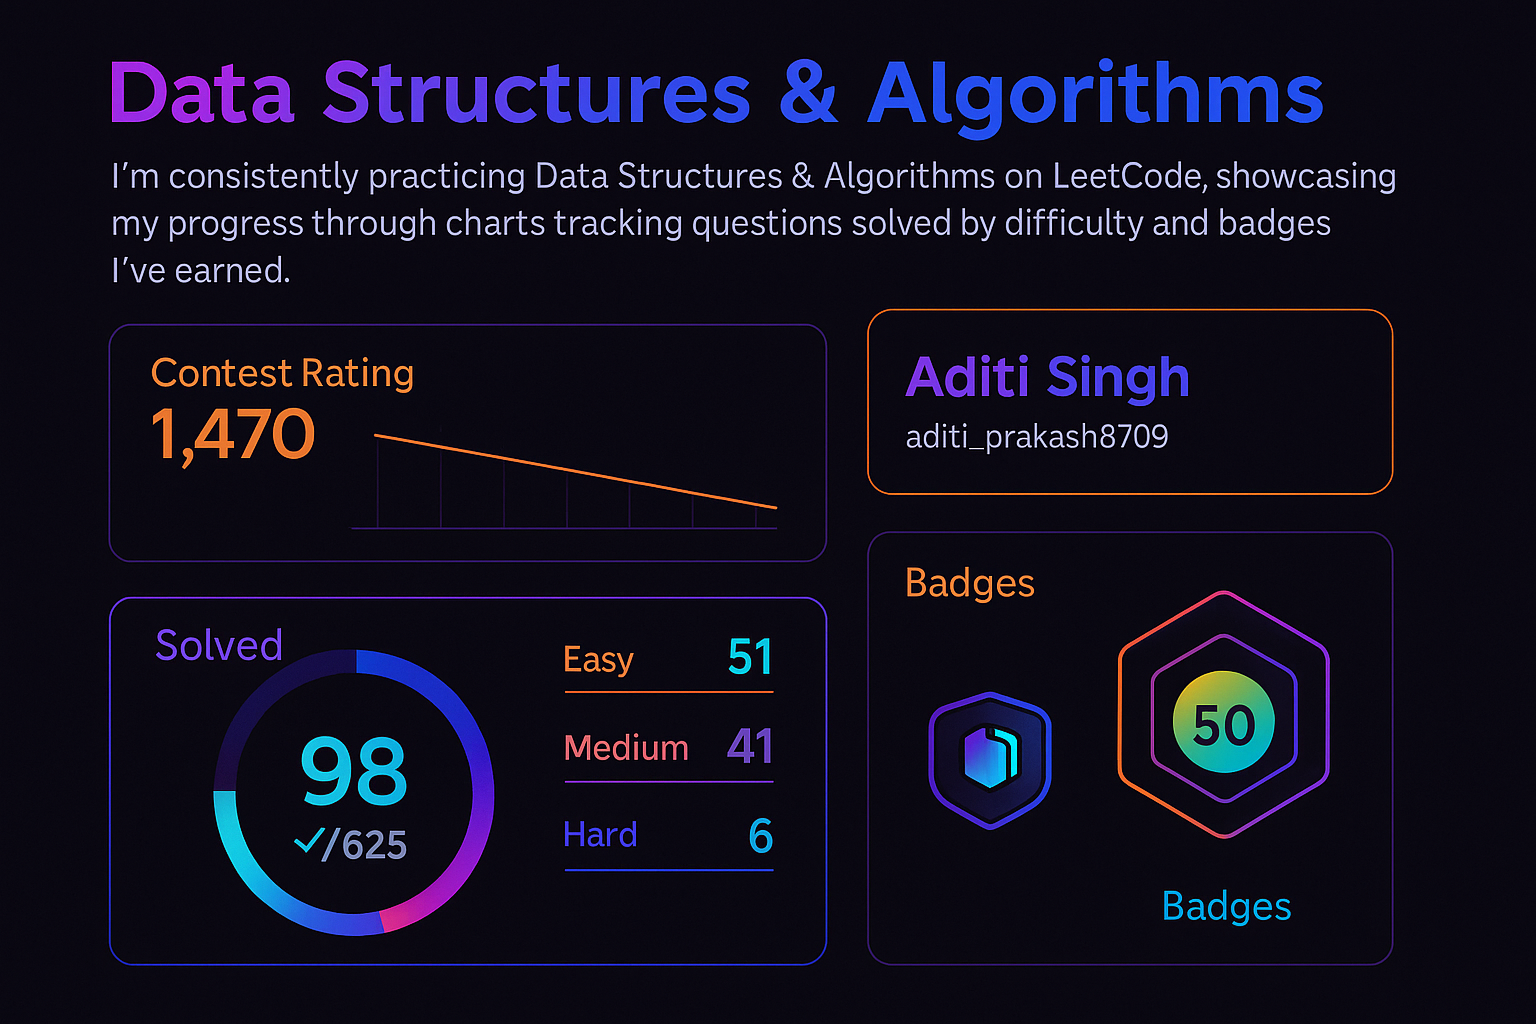 Data Structures & Algorithms
I'm consistently practicing Data Structures & Algorithms on LeetCode, showcasing
my progress through charts tracking questions solved by difficulty and badges
I've earned.
Contest Rating
1,470
Aditi Singh
aditi_prakash8709
Solved
98
✓/625
Easy 51
Medium 41
Hard 6
Badges
50
Badges